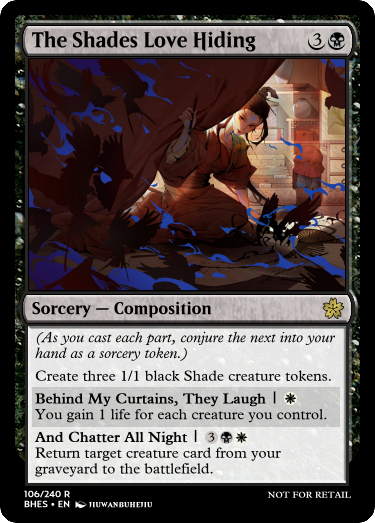 The Shades Love Hiding 3
Sorcery — Composition
(As you cast each part, conjure the next into your
hand as a sorcery token.)
Create three 1/1 black Shade creature tokens.
Behind My Curtains, They Laugh |
You gain 1 life for each creature you control.
And Chatter All Night | 3
Return target creature card from your
graveyard to the battlefield.
106/240 R
NOT FOR RETAIL
BHES • EN JIUWANBUHEJIU